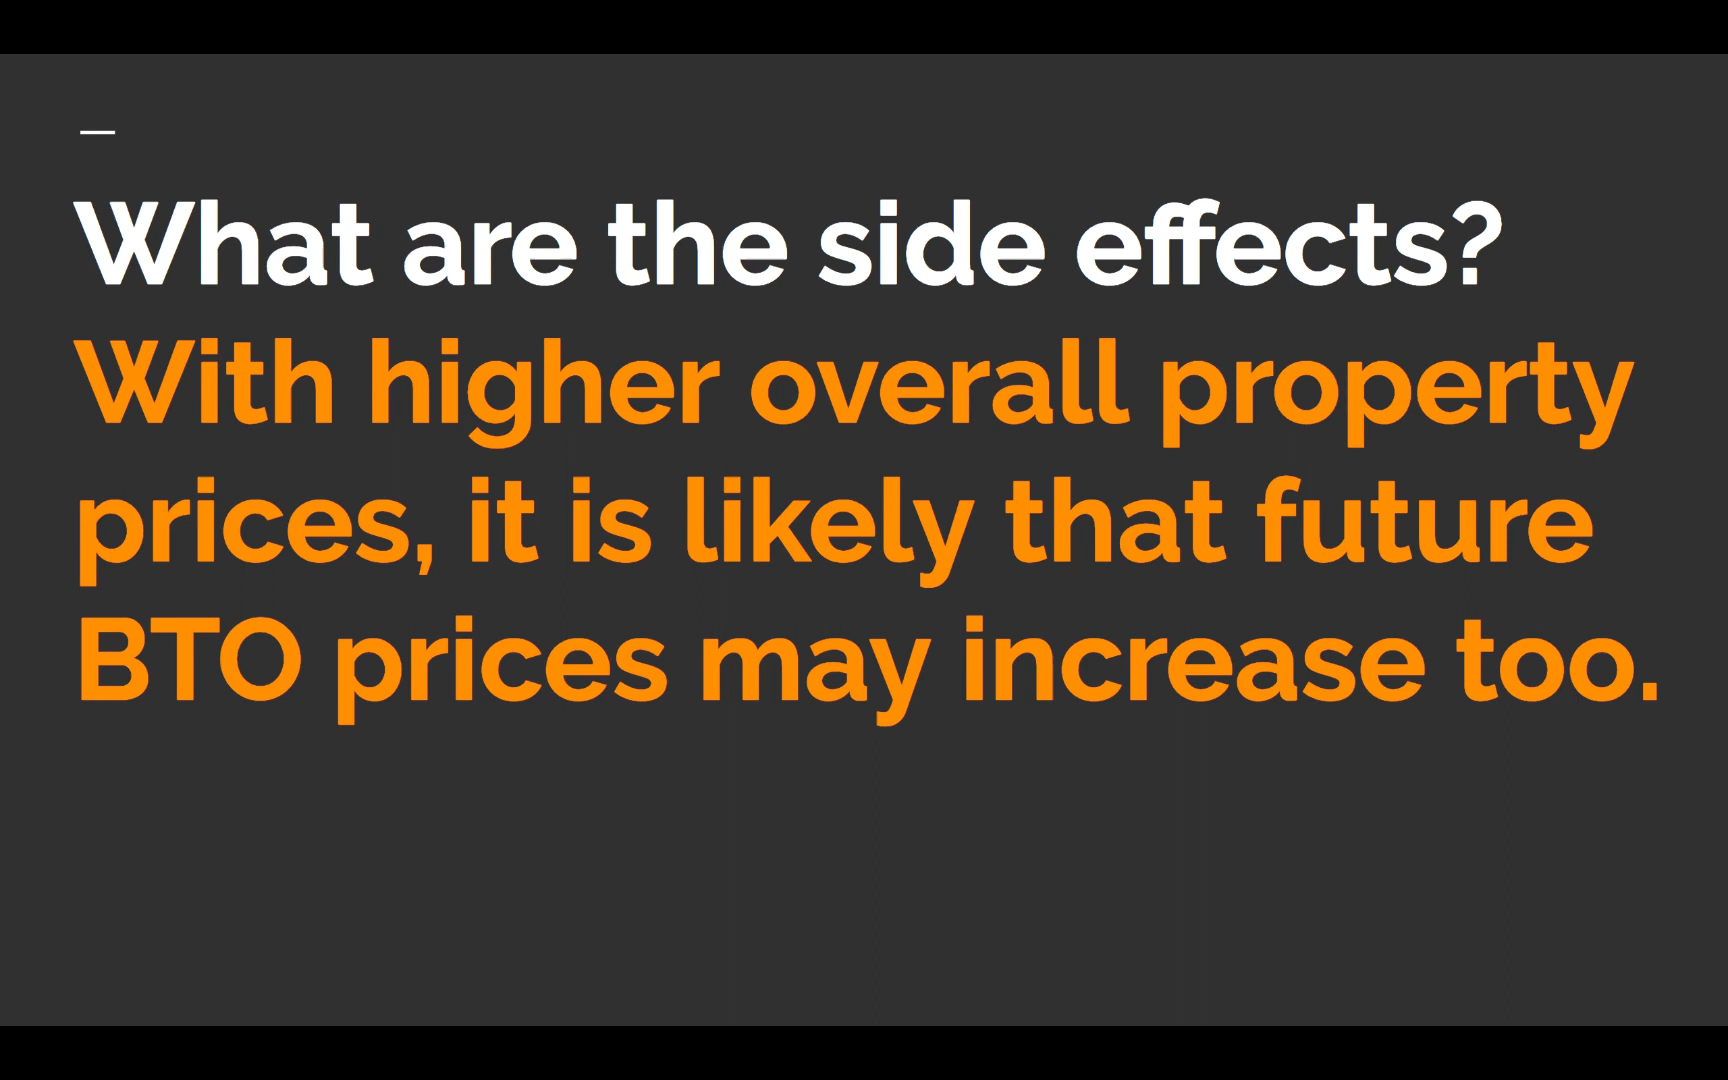 What are the side effects?
With higher overall property
prices, it is likely that future
BTO prices may increase too.